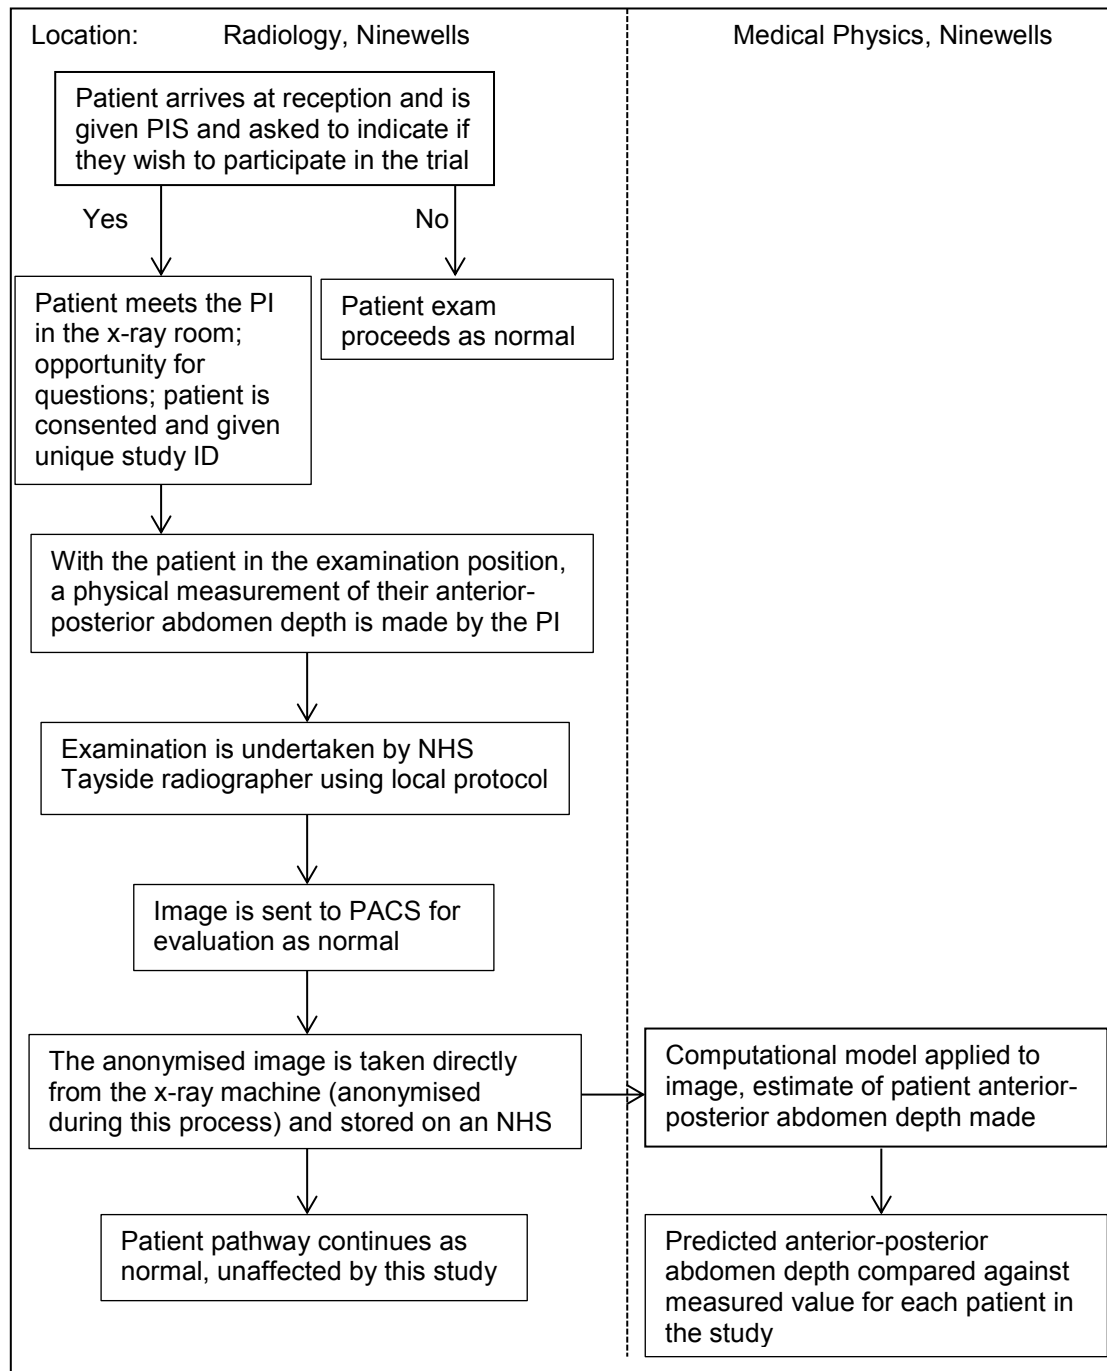 Location: Radiology, Ninewells
Medical Physics, Ninewells
Patient arrives at reception and is
given PIS and asked to indicate if
they wish to participate in the trial
Yes
No
Patient meets the PI
in the x-ray room;
opportunity for
questions; patient is
consented and given
unique study ID
Patient exam
proceeds as normal
With the patient in the examination position,
a physical measurement of their anterior-
posterior abdomen depth is made by the PI
Examination is undertaken by NHS
Tayside radiographer using local protocol
Image is sent to PACS for
evaluation as normal
The anonymised image is taken directly
from the x-ray machine (anonymised
during this process) and stored on an NHS
Computational model applied to
image, estimate of patient anterior-
posterior abdomen depth made
Patient pathway continues as
normal, unaffected by this study
Predicted anterior-posterior
abdomen depth compared against
measured value for each patient in
the study